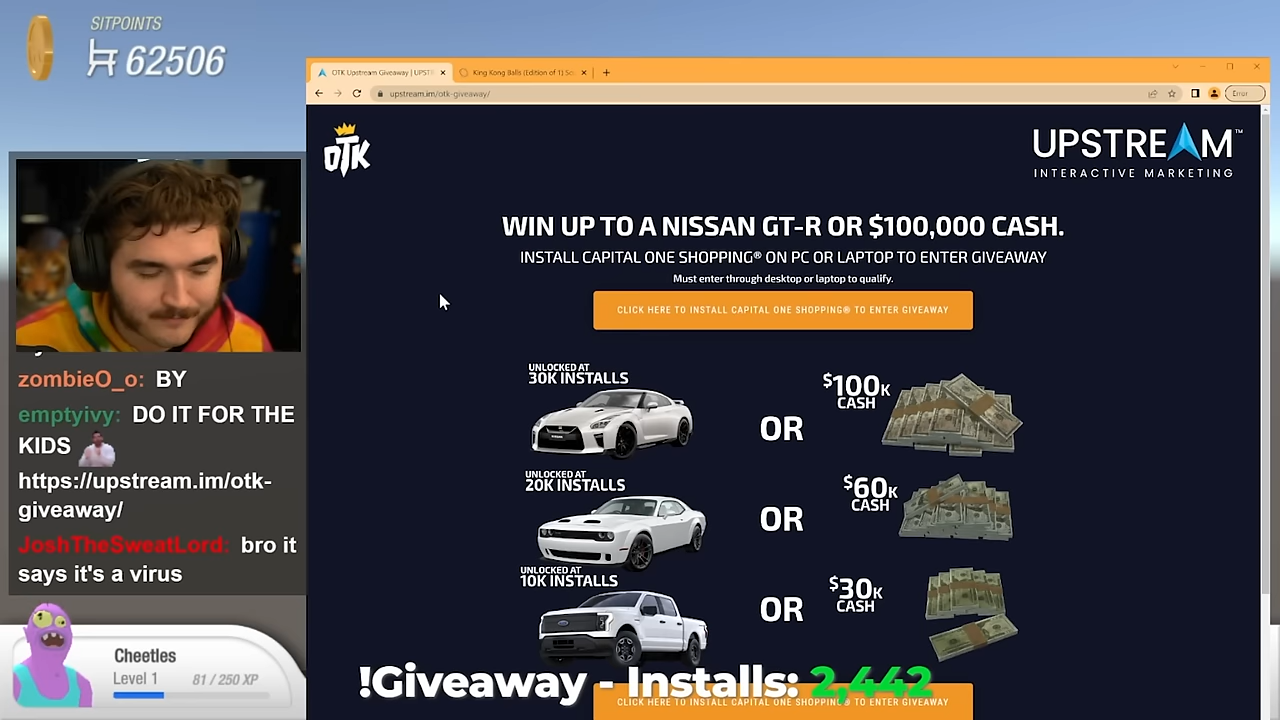 SITPOINTS
62506
OTK Upstream Giveaway | UPST
King Kong Balls (Edition of 1) S
upstream.im/otk-giveaway/
Error
OTK
UPSTREAM™
INTERACTIVE MARKETING
WIN UP TO A NISSAN GT-R OR $100,000 CASH.
INSTALL CAPITAL ONE SHOPPING® ON PC OR LAPTOP TO ENTER GIVEAWAY
Must enter through desktop or laptop to qualify.
CLICK HERE TO INSTALL CAPITAL ONE SHOPPING® TO ENTER GIVEAWAY
UNLOCKED AT
30K INSTALLS
OR
$100K
CASH
UNLOCKED AT
20K INSTALLS
OR
$60K
CASH
UNLOCKED AT
10K INSTALLS
OR
$30K
CASH
!Giveaway - Installs: 2,442
CLICK HERE TO INSTALL CAPITAL ONE SHOPPING® TO ENTER GIVEAWAY
zombieO_o: BY
emptyivy: DO IT FOR THE
KIDS
https://upstream.im/otk-
giveaway/
JoshTheSweatLord: bro it
says it's a virus
Cheetles
Level 1
81 / 250 XP